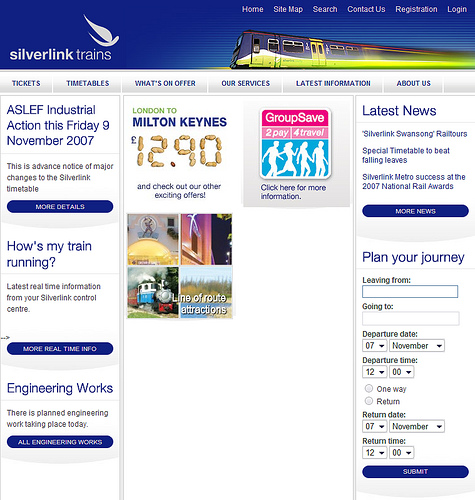 Home Site Map Search Contact Us Registration Login
silverlink trains
TICKETS TIMETABLES WHAT'S ON OFFER OUR SERVICES LATEST INFORMATION ABOUT US
ASLEF Industrial
Action this Friday 9
November 2007
This is advance notice of major
changes to the Silverlink
timetable
MORE DETAILS
How's my train
running?
Latest real time information
from your Silverlink control
centre.
-->
MORE REAL TIME INFO
Engineering Works
There is planned engineering
work taking place today.
ALL ENGINEERING WORKS
LONDON TO
MILTON KEYNES
£12.90
and check out our other
exciting offers!
GroupSave
2 pay 4 travel
Click here for more
information.
Line of route
attractions
Latest News
'Silverlink Swansong' Railtours
Special Timetable to beat
falling leaves
Silverlink Metro success at the
2007 National Rail Awards
MORE NEWS
Plan your journey
Leaving from:
Going to:
Departure date:
07 November
Departure time:
12 00
One way
Return
Return date:
07 November
Return time:
12 00
SUBMIT